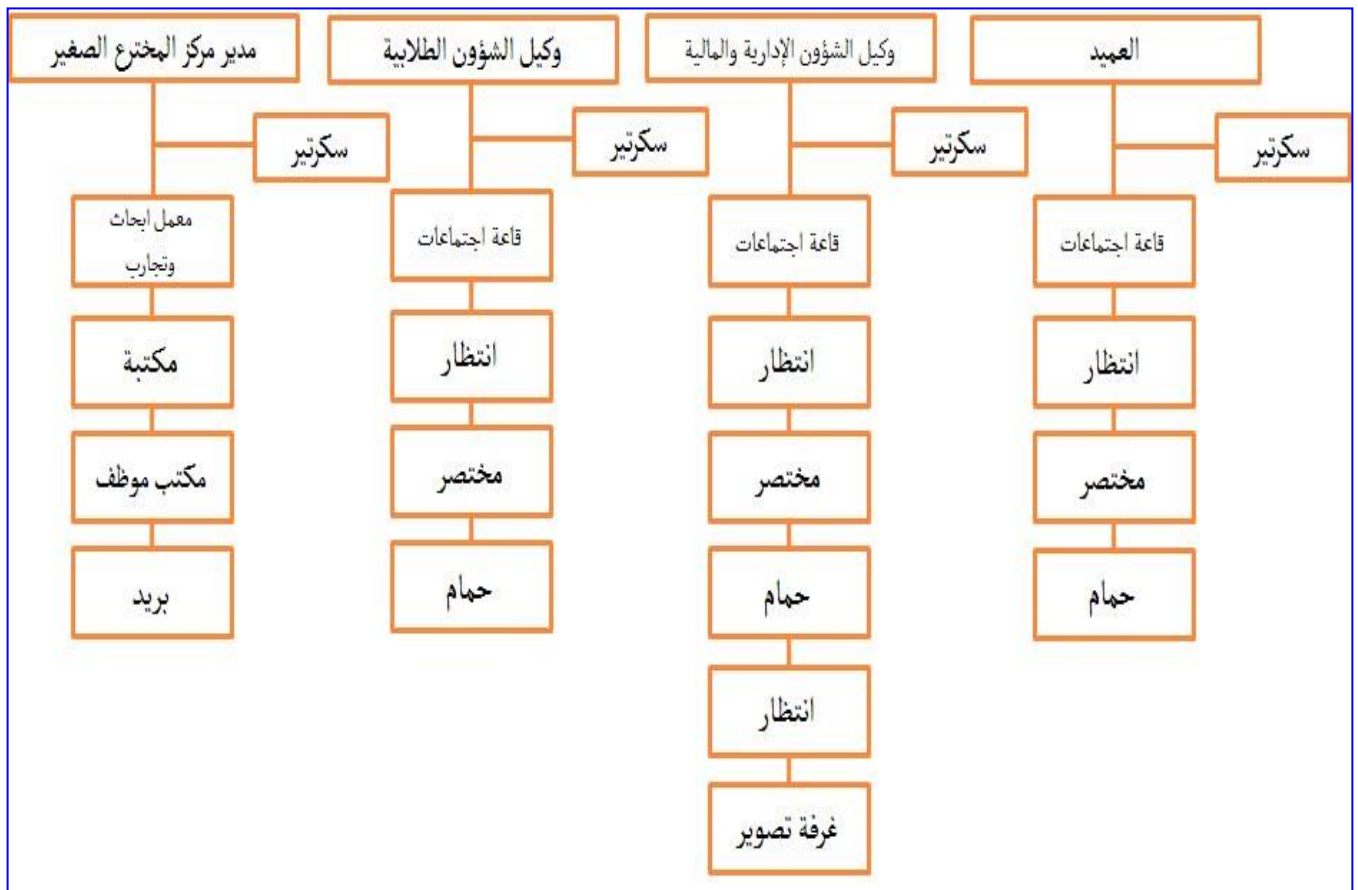 العميد
وكيل الشؤون الإدارية والمالية
وكيل الشؤون الطلابية
مدير مركز المخترع الصغير
سكرتير
سكرتير
سكرتير
سكرتير
قاعة اجتماعات
قاعة اجتماعات
قاعة اجتماعات
معمل ابحاث
وتجارب
انتظار
انتظار
انتظار
مكتبة
مختصر
مختصر
مختصر
مكتب موظف
حمام
حمام
حمام
بريد
انتظار
غرفة تصوير